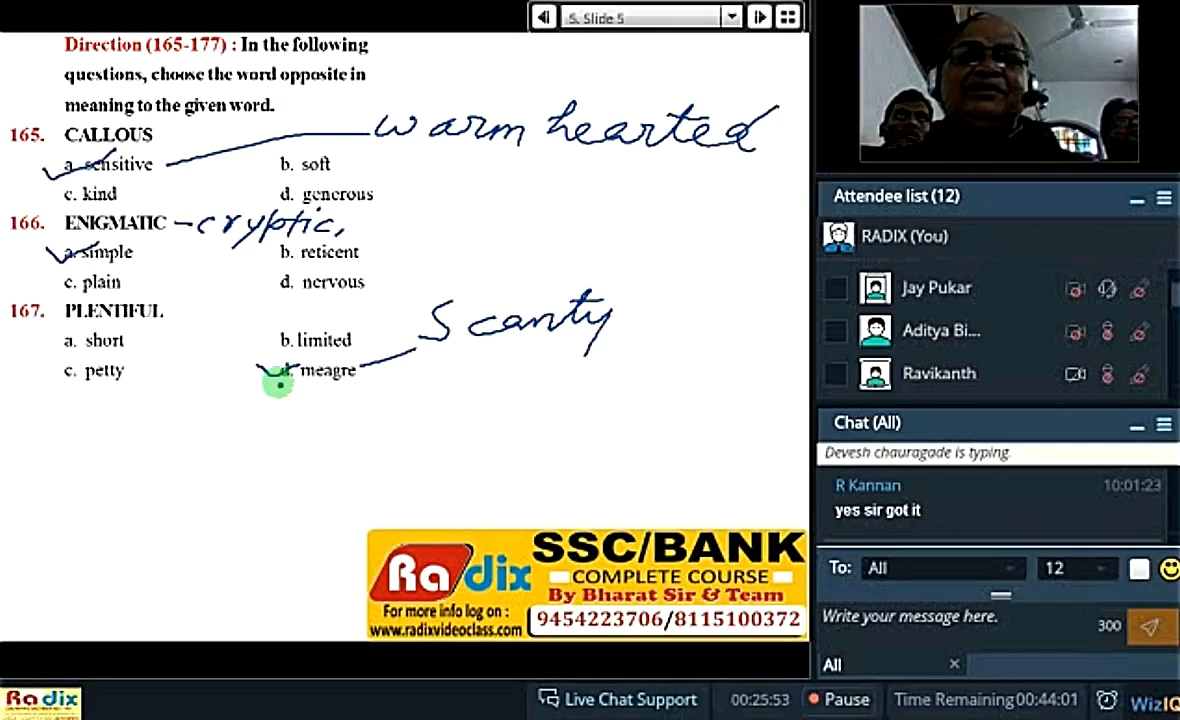 5. Slide 5
Direction (165-177) : In the following
questions, choose the word opposite in
meaning to the given word.
165. CALLOUS
warm hearted
a. sensitive b. soft
c. kind d. generous
166. ENIGMATIC - cryptic,
a. simple b. reticent
c. plain d. nervous
167. PLENTIFUL
scanty
a. short b. limited
c. petty d. meagre
Radix
SSC/BANK
COMPLETE COURSE
By Bharat Sir & Team
For more info log on :
www.radixvideoclass.com
9454223706/8115100372
Attendee list (12)
RADIX (You)
Jay Pukar
Aditya Bi...
Ravikanth
Chat (All)
Devesh chauragade is typing.
R Kannan 10:01:23
yes sir got it
To: All 12
Write your message here. 300
All
Radix
Live Chat Support 00:25:53 Pause Time Remaining 00:44:01 WizIQ